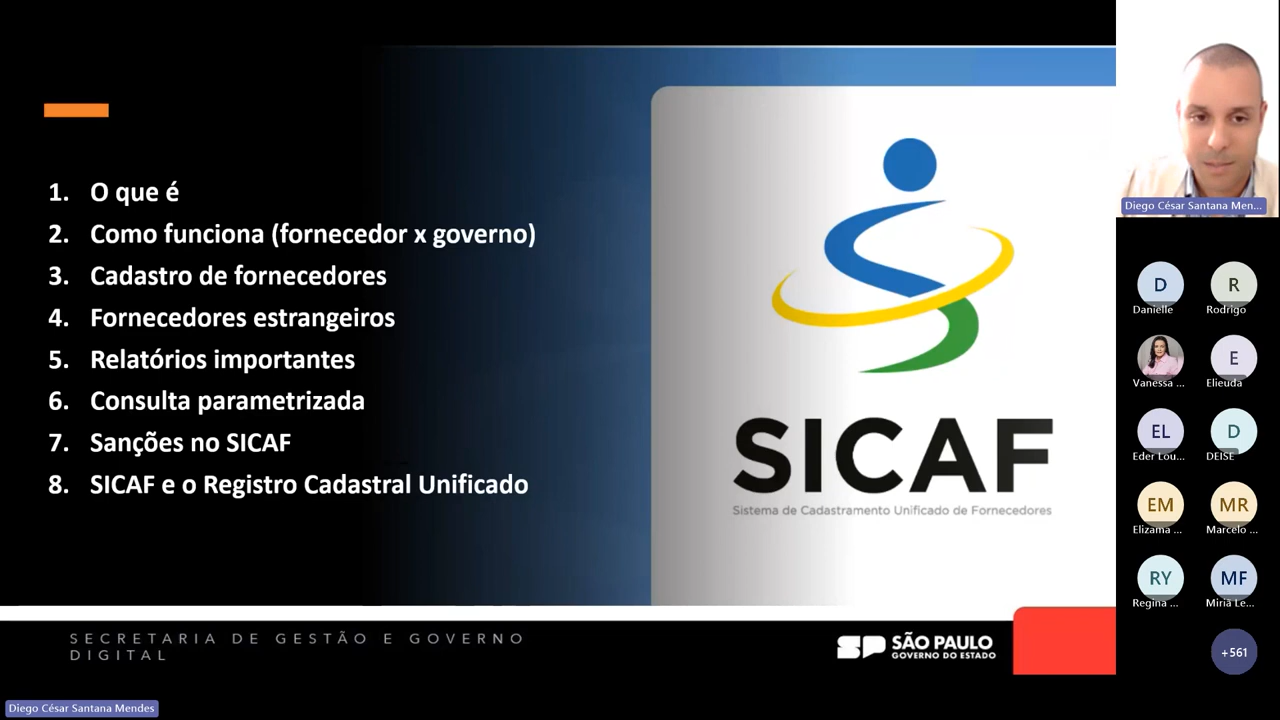 1. O que é
2. Como funciona (fornecedor x governo)
3. Cadastro de fornecedores
4. Fornecedores estrangeiros
5. Relatórios importantes
6. Consulta parametrizada
7. Sanções no SICAF
8. SICAF e o Registro Cadastral Unificado
SICAF
Sistema de Cadastramento Unificado de Fornecedores
SECRETARIA DE GESTÃO E GOVERNO
DIGITAL
SP SÃO PAULO
GOVERNO DO ESTADO
Diego César Santana Mendes
Diego César Santana Men...
D R
Danielle Rodrigo
E
Vanessa ... Elieuda
EL D
Eder Lou... DEISE
EM MR
Elizama ... Marcelo ...
RY MF
Regina ... Miriã Le...
+561